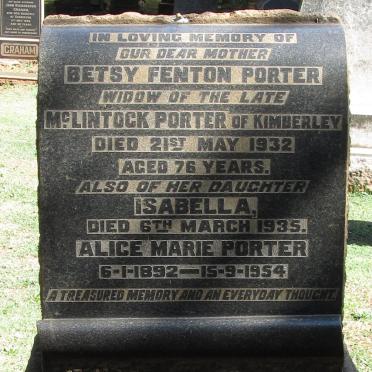 IN LOVING MEMORY OF
OUR DEAR MOTHER
BETSY FENTON PORTER
WIDOW OF THE LATE
McLINTOCK PORTER OF KIMBERLEY
DIED 21ST MAY 1932
AGED 76 YEARS.
ALSO OF HER DAUGHTER
ISABELLA,
DIED 6TH MARCH 1935.
ALICE MARIE PORTER
6-1-1892—15-9-1954
A TREASURED MEMORY AND AN EVERYDAY THOUGHT.
GRAHAM